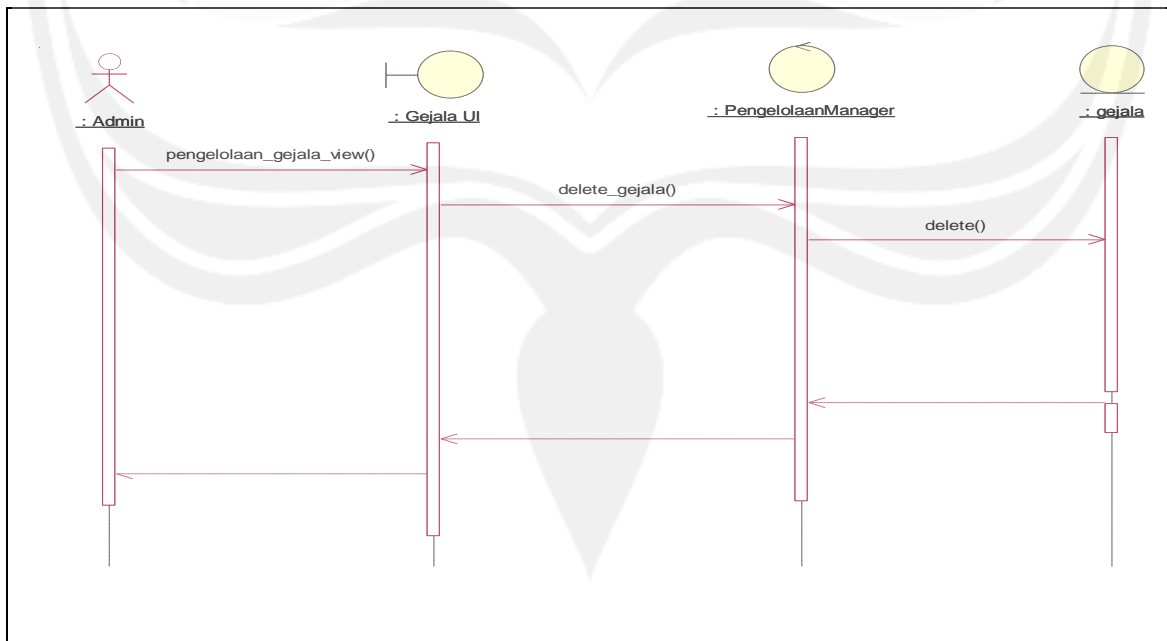 : Admin
: Gejala UI
: PengelolaanManager
: gejala
pengelolaan_gejala_view()
delete_gejala()
delete()